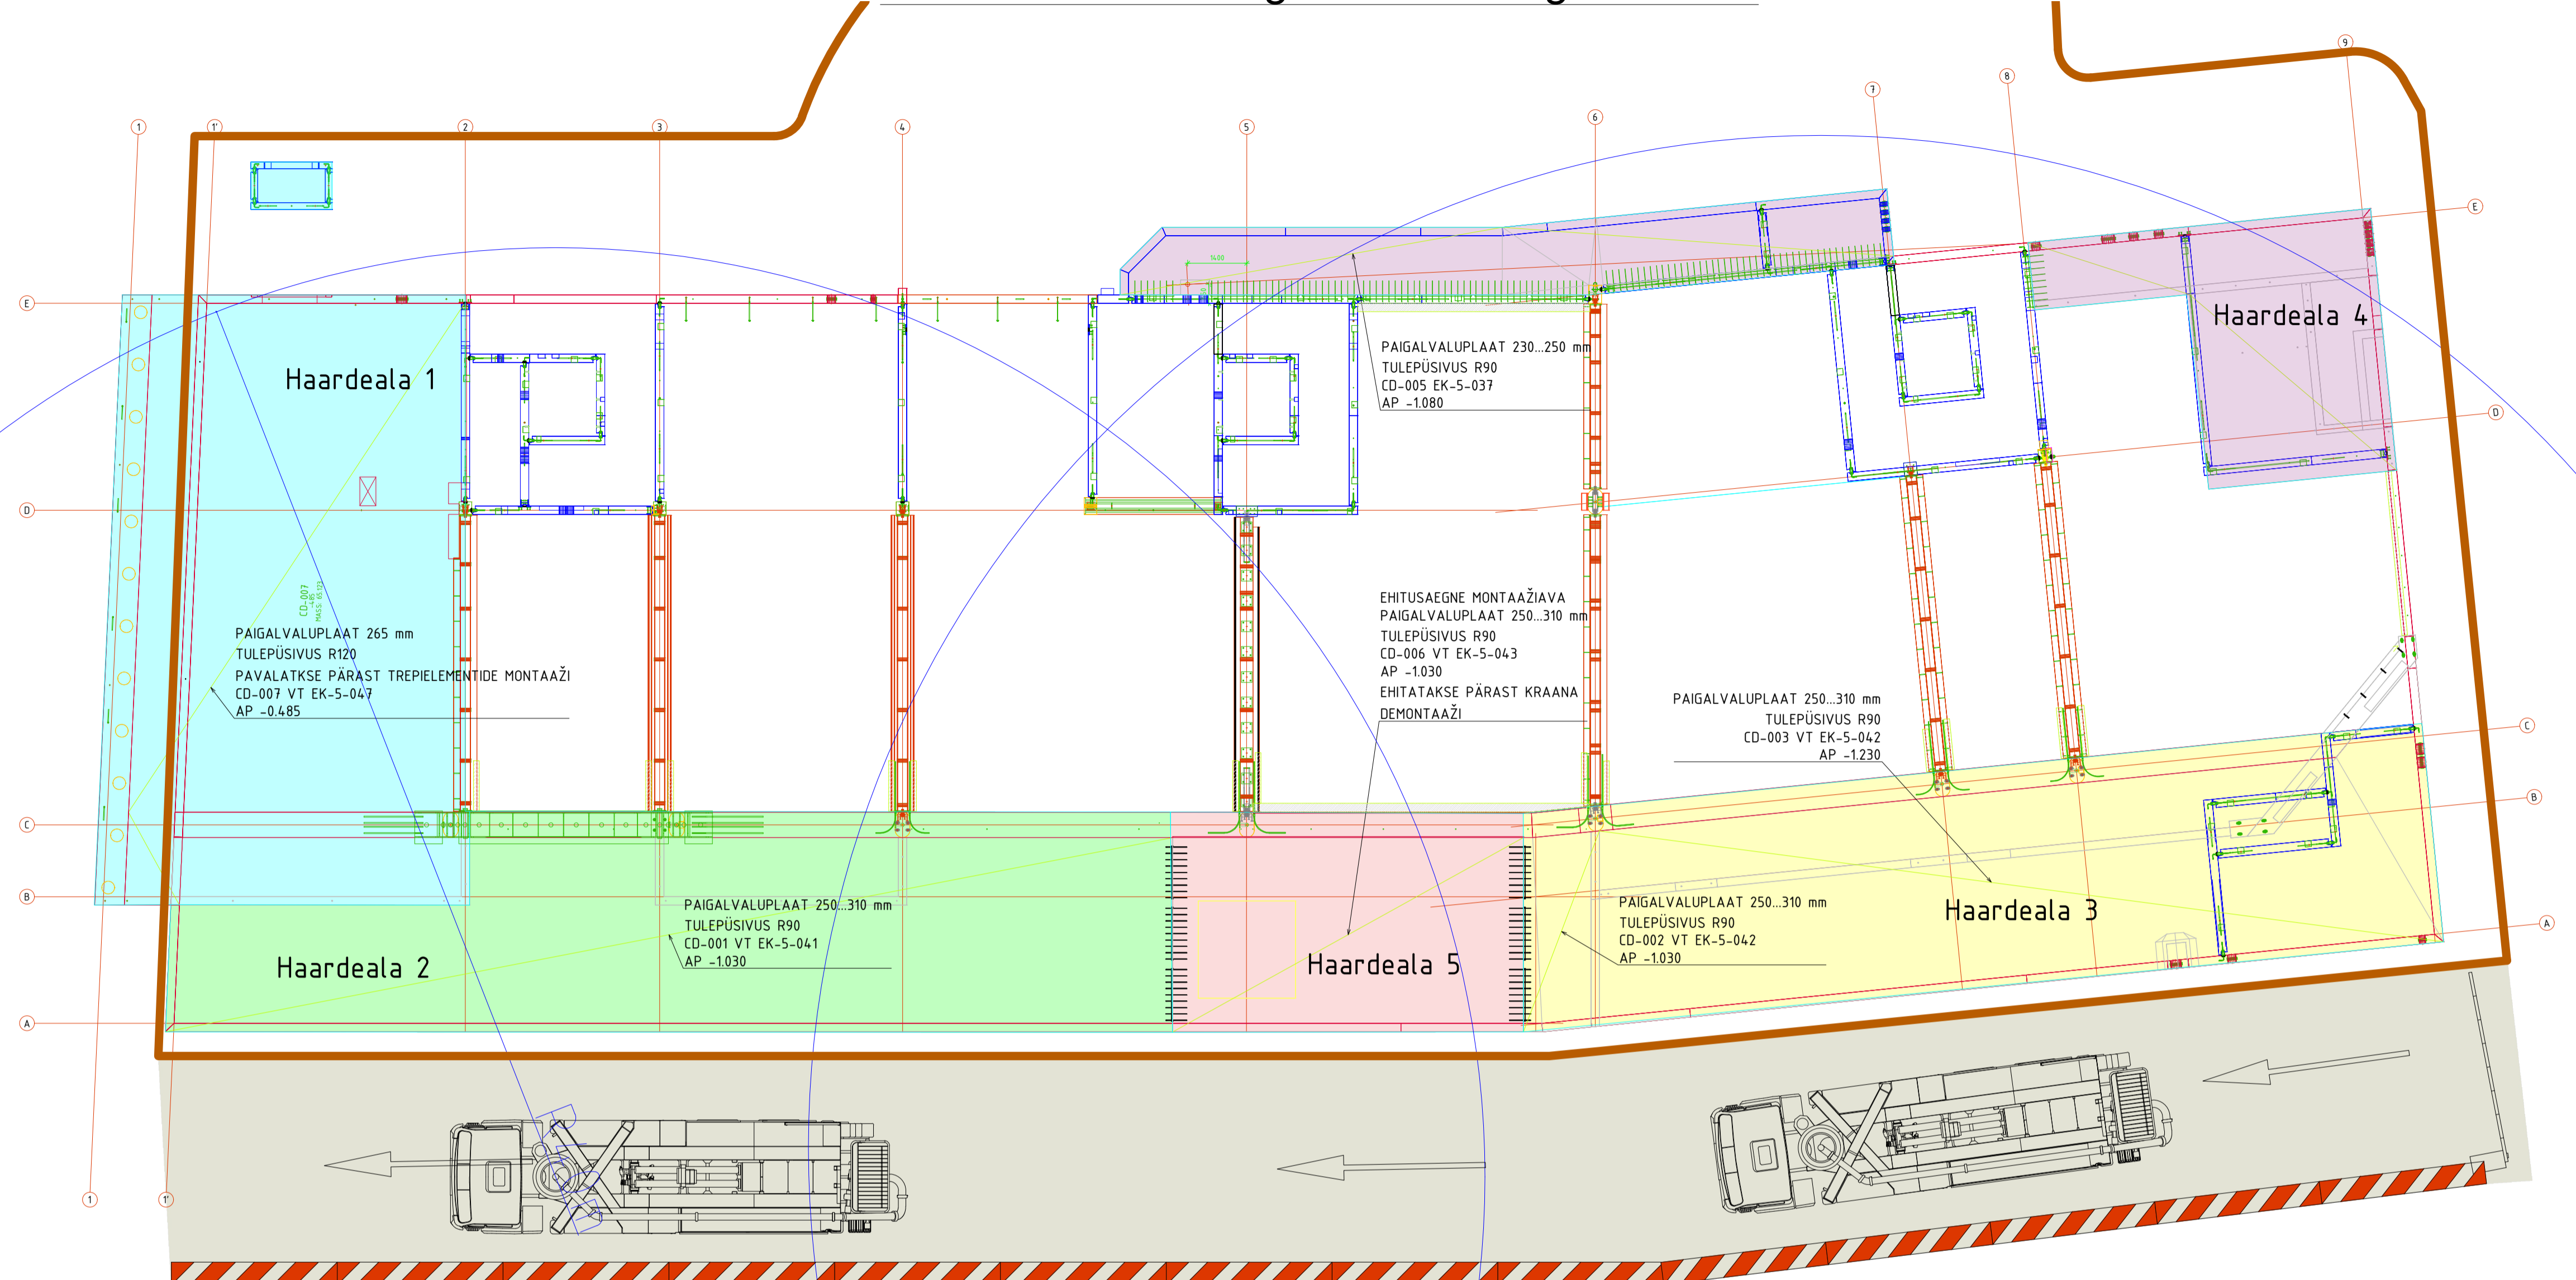 1
1'
2
3
4
5
6
7
8
9
E
E
D
D
C
C
B
B
A
A
1
1'
Haardeala 1
Haardeala 4
1400
PAIGALVALUPLAAT 230...250 mm
TULEPÜSIVUS R90
CD-005 EK-5-037
AP -1.080
CD-007
-485
PAIGALVALUPLAAT 265 mm
TULEPÜSIVUS R120
PAVALATKSE PÄRAST TREPIELEMENTIDE MONTAAŽI
CD-007 VT EK-5-047
AP -0.485
EHITUSAEGNE MONTAAŽIAVA
PAIGALVALUPLAAT 250...310 mm
TULEPÜSIVUS R90
CD-006 VT EK-5-043
AP -1.030
EHITATAKSE PÄRAST KRAANA
DEMONTAAŽI
PAIGALVALUPLAAT 250...310 mm
TULEPÜSIVUS R90
CD-003 VT EK-5-042
AP -1.230
PAIGALVALUPLAAT 250...310 mm
TULEPÜSIVUS R90
CD-001 VT EK-5-041
AP -1.030
PAIGALVALUPLAAT 250...310 mm
TULEPÜSIVUS R90
CD-002 VT EK-5-042
AP -1.030
Haardeala 2
Haardeala 5
Haardeala 3